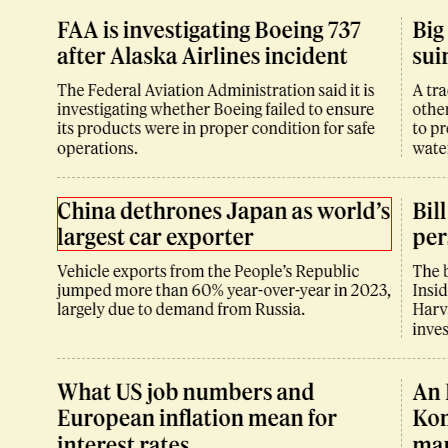 FAA is investigating Boeing 737
after Alaska Airlines incident
The Federal Aviation Administration said it is
investigating whether Boeing failed to ensure
its products were in proper condition for safe
operations.
China dethrones Japan as world’s
largest car exporter
Vehicle exports from the People’s Republic
jumped more than 60% year-over-year in 2023,
largely due to demand from Russia.
What US job numbers and
European inflation mean for
interest rates
Big
A tra
othe
to pr
wate
Bill
per
The b
Insid
Harv
inves
An
Kor